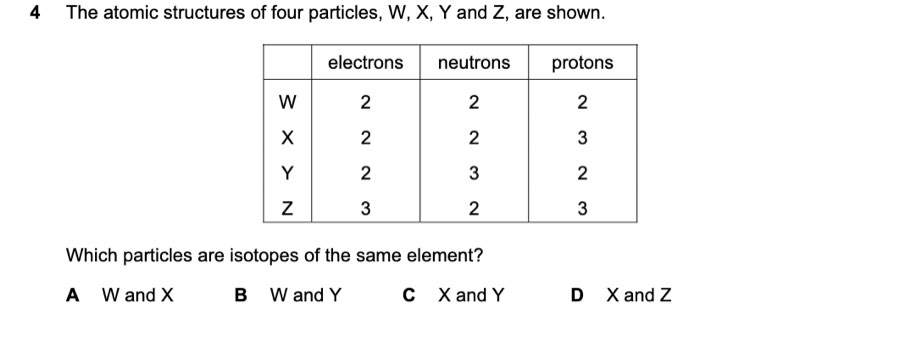 4 The atomic structures of four particles, W, X, Y and Z, are shown.
electrons neutrons protons
W 2 2 2
X 2 2 3
Y 2 3 2
Z 3 2 3
Which particles are isotopes of the same element?
A W and X B W and Y C X and Y D X and Z